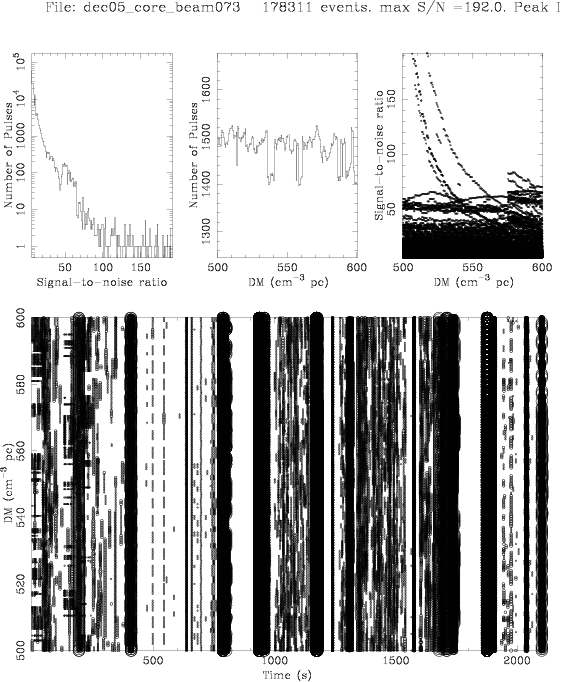 File: dec05_core_beam073 178311 events. max S/N =192.0. Peak I
10⁵
10⁴
1000
100
10
1
Number of Pulses
50 100 150
Signal-to-noise ratio
1600
1500
1400
1300
Number of Pulses
500 550 600
DM (cm⁻³ pc)
150
100
50
Signal-to-noise ratio
500 550 600
DM (cm⁻³ pc)
600
580
560
540
520
500
DM (cm⁻³ pc)
500 1000 1500 2000
Time (s)